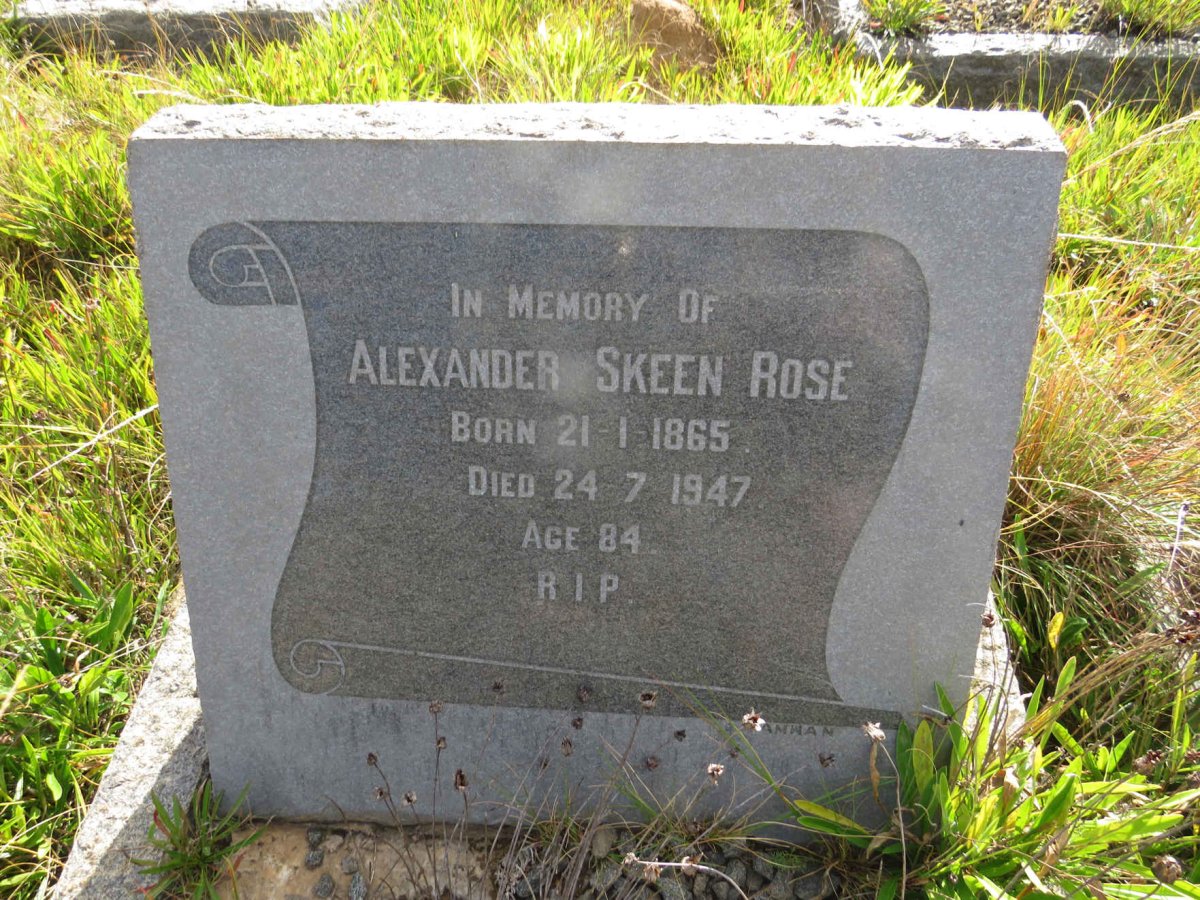 In Memory Of
Alexander Skeen Rose
Born 21-1-1865
Died 24 7 1947
Age 84
R I P